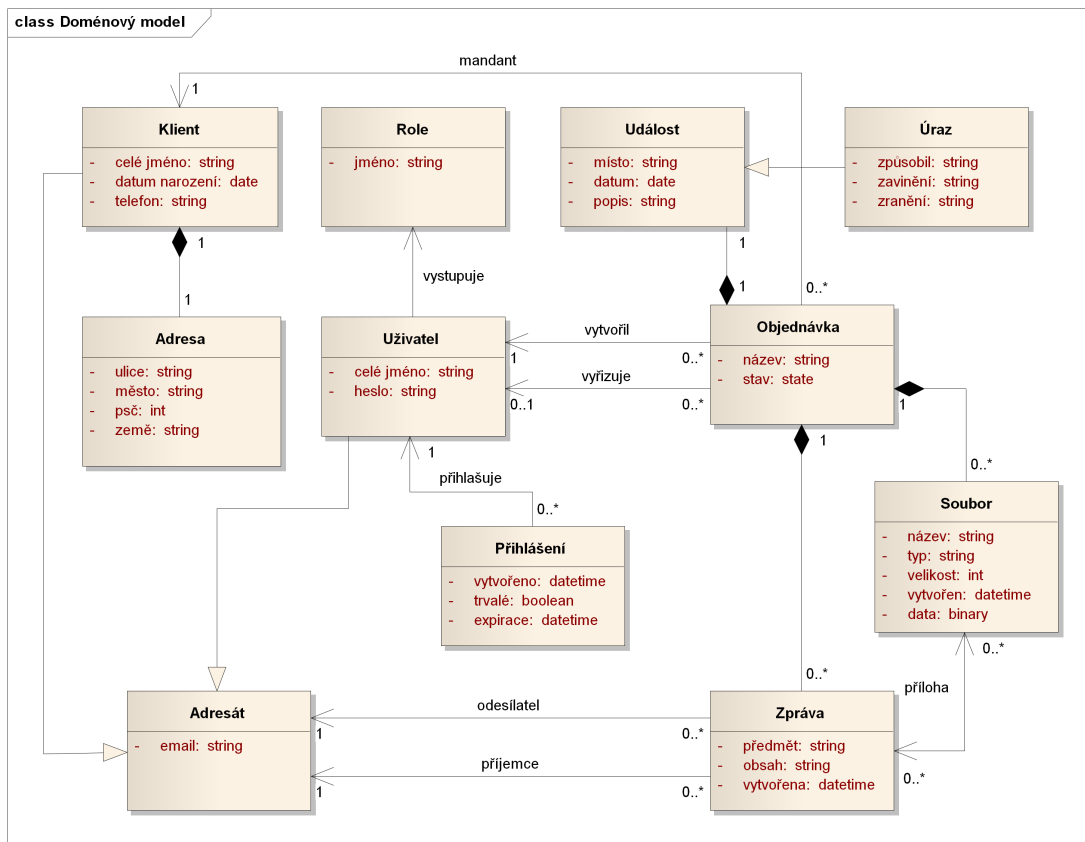 class Doménový model
mandant
1
Klient
- celé jméno: string
- datum narození: date
- telefon: string
Role
- jméno: string
Událost
- místo: string
- datum: date
- popis: string
Úraz
- způsobil: string
- zavinění: string
- zranění: string
1
1
vystupuje
1
1
0..*
Adresa
- ulice: string
- město: string
- psč: int
- země: string
Uživatel
- celé jméno: string
- heslo: string
vytvořil
1
0..*
vyřizuje
0..1
0..*
Objednávka
- název: string
- stav: state
1
0..*
1
1
přihlašuje
0..*
Přihlášení
- vytvořeno: datetime
- trvalé: boolean
- expirace: datetime
Soubor
- název: string
- typ: string
- velikost: int
- vytvořen: datetime
- data: binary
0..*
příloha
0..*
0..*
Adresát
- email: string
odesílatel
1
0..*
příjemce
1
0..*
Zpráva
- předmět: string
- obsah: string
- vytvořena: datetime